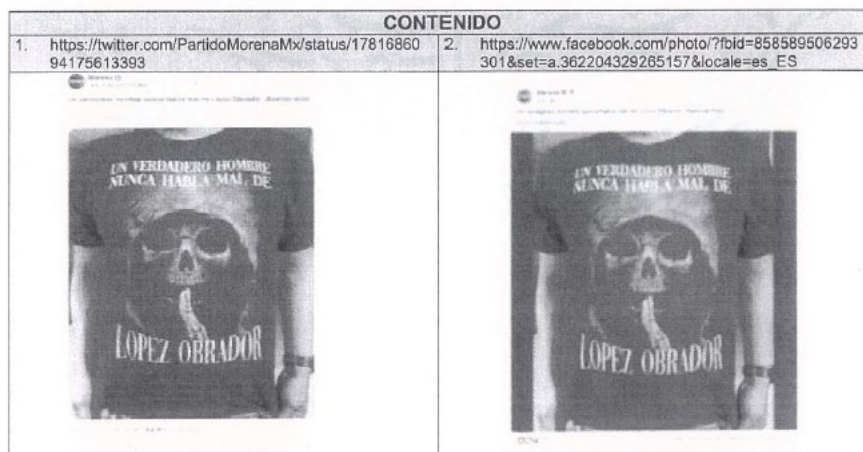 CONTENIDO
1. https://twitter.com/PartidoMorenaMx/status/17816860
94175613393
2. https://www.facebook.com/photo/?fbid=858589506293
301&set=a.362204329265157&locale=es_ES
UN VERDADERO HOMBRE
NUNCA HABLA MAL DE
LOPEZ OBRADOR
UN VERDADERO HOMBRE
NUNCA HABLA MAL DE
LOPEZ OBRADOR